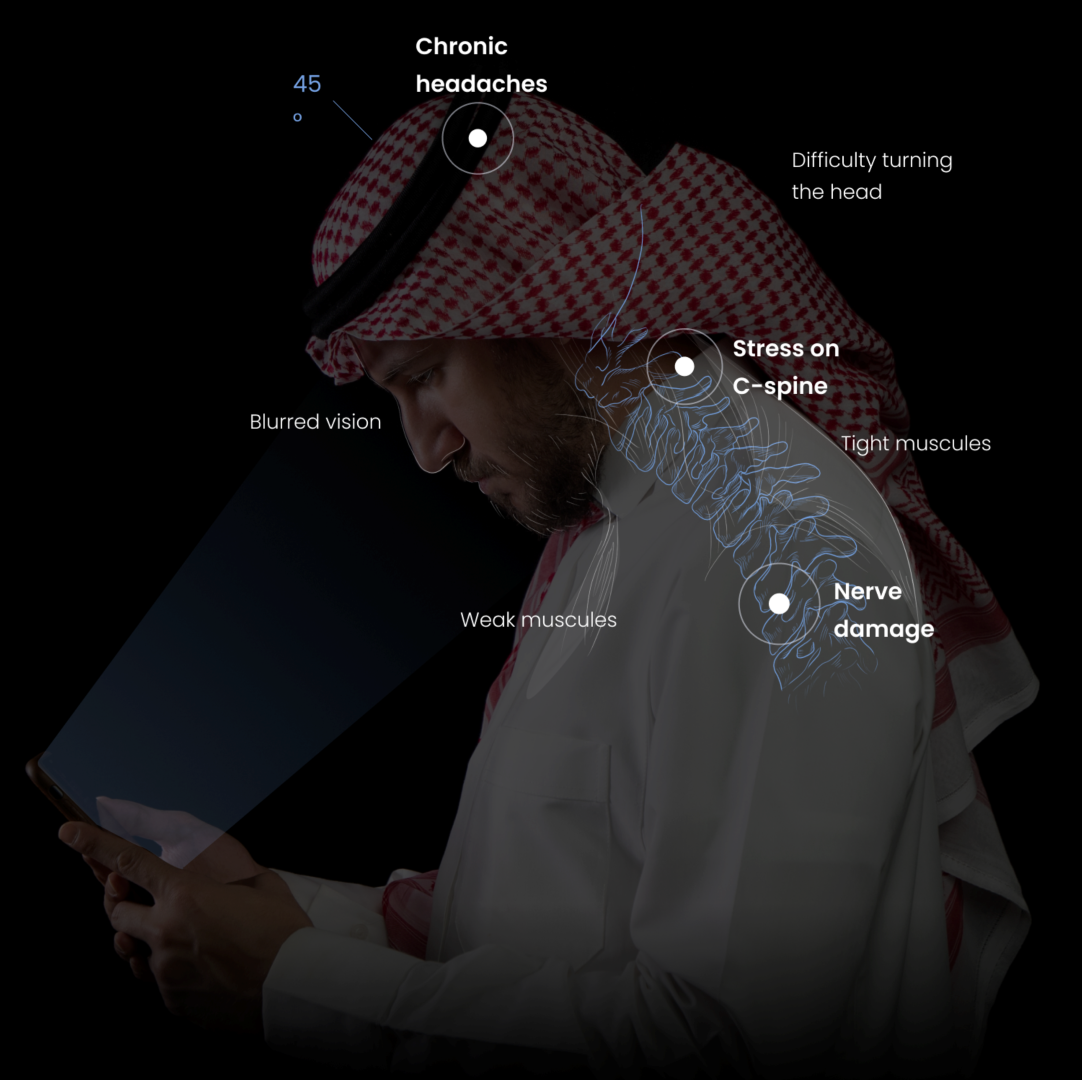 Chronic
headaches
45
o
Difficulty turning
the head
Stress on
C-spine
Blurred vision
Tight muscules
Nerve
damage
Weak muscules